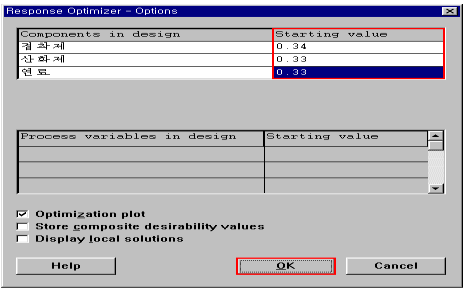 Response Optimizer - Options
Components in design Starting value
결착제 0.34
산화제 0.33
연료 0.33
Process variables in design Starting value
Optimization plot
Store composite desirability values
Display local solutions
Help OK Cancel